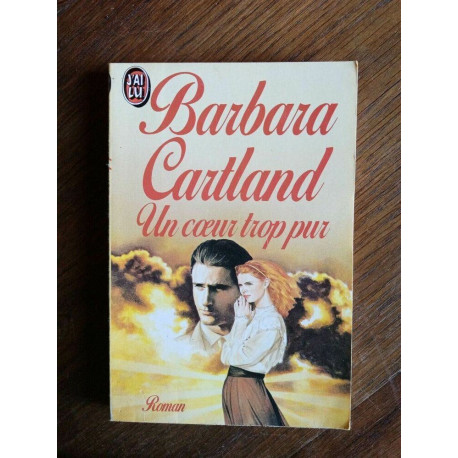 J'AI
LU
Barbara
Cartland
Un cœur trop pur
Roman